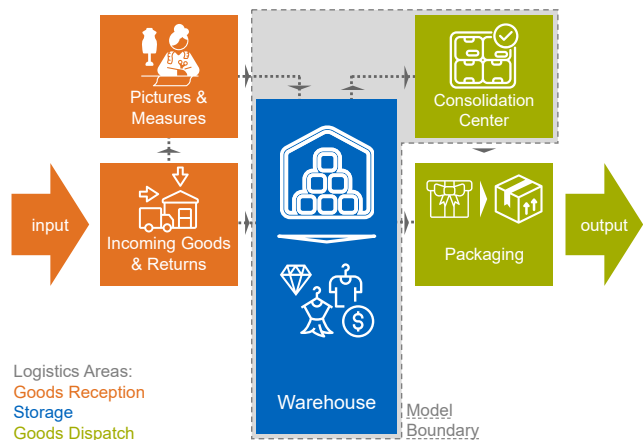 Pictures &
Measures
Consolidation
Center
input
Incoming Goods
& Returns
Packaging
output
$
Warehouse
Logistics Areas:
Goods Reception
Storage
Goods Dispatch
Model
Boundary